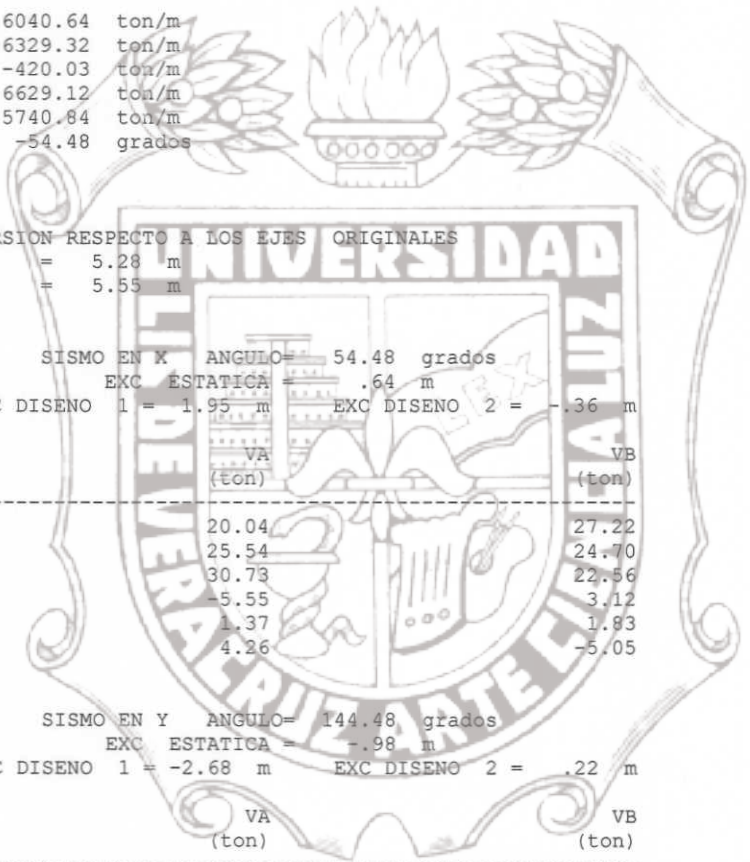 6040.64 ton/m
6329.32 ton/m
-420.03 ton/m
6629.12 ton/m
5740.84 ton/m
-54.48 grados
RSION RESPECTO A LOS EJES ORIGINALES
= 5.28 m
= 5.55 m
SISMO EN X ANGULO= 54.48 grados
EXC ESTATICA = .64 m
C DISENO 1 = 1.95 m EXC DISENO 2 = -.36 m
VA VB
(ton) (ton)
20.04 27.22
25.54 24.70
30.73 22.56
-5.55 3.12
1.37 1.83
4.26 -5.05
SISMO EN Y ANGULO= 144.48 grados
EXC ESTATICA = -.98 m
C DISENO 1 = -2.68 m EXC DISENO 2 = .22 m
VA VB
(ton) (ton)
UNIVERSIDAD
LIS DE VERACRUZ ARTE CIENCIA LUZ
LEX